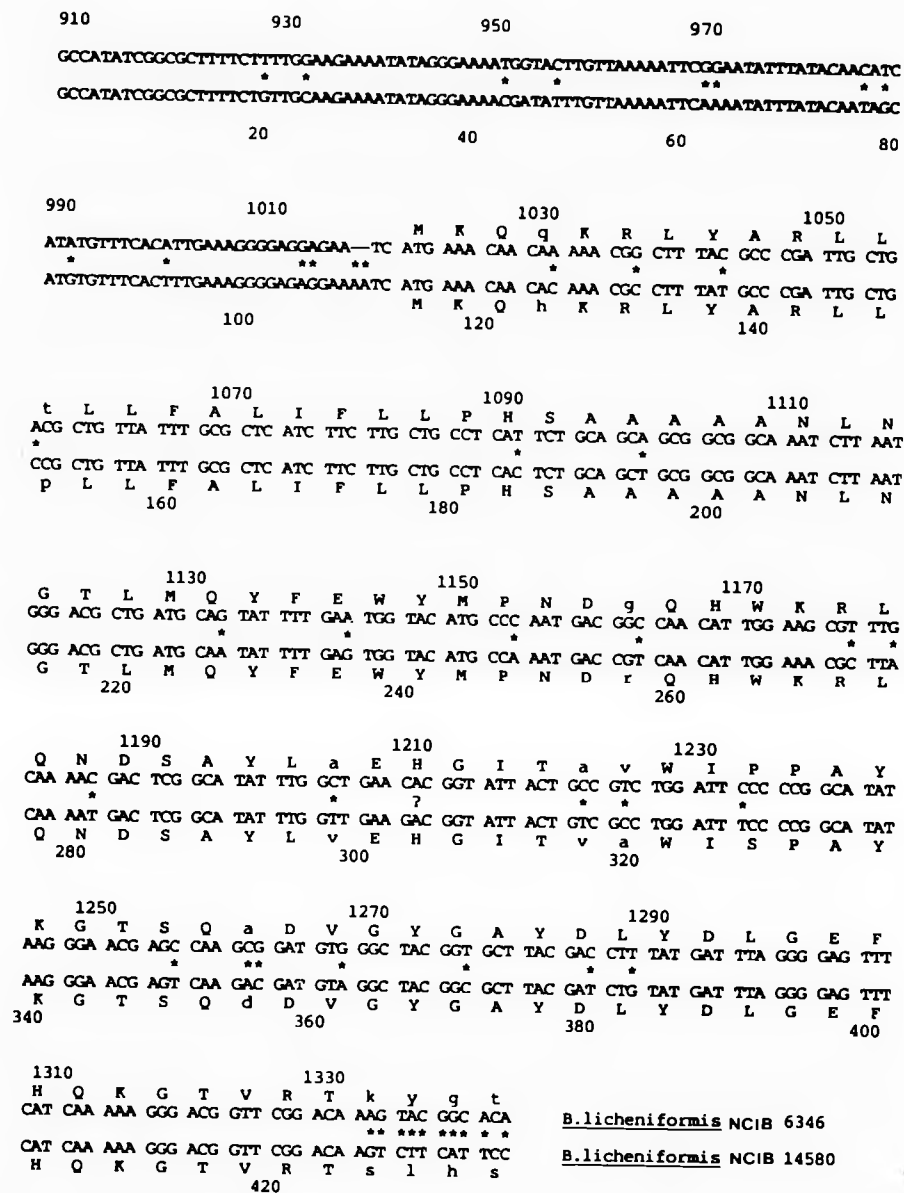 910 930 950 970
GCCATATCGGCGCTTTTCTTTTGGAAGAAAATATAGGGAAAATGGTACTTGTTAAAAATTCGGAATATTTATACAACATC
* * * * ** * *
GCCATATCGGCGCTTTTCTGTTGCAAGAAAATATAGGGAAAACGATATTTGTTAAAAATTCAAAATATTTATACAATAGC
20 40 60 80
990 1010 1030 1050
M K Q q K R L Y A R L L
ATATGTTTCACATTGAAAGGGGAGGAGAA—TC ATG AAA CAA CAA AAA CGG CTT TAC GCC CGA TTG CTG
* * ** ** * * *
ATGTGTTTCACTTTGAAAGGGGAGAGGAAAATC ATG AAA CAA CAC AAA CGC CTT TAT GCC CGA TTG CTG
M K Q h K R L Y A R L L
100 120 140
1070 1090 1110
t L L F A L I F L L P H S A A A A A N L N
ACG CTG TTA TTT GCG CTC ATC TTC TTG CTG CCT CAT TCT GCA GCA GCG GCG GCA AAT CTT AAT
* * *
CCG CTG TTA TTT GCG CTC ATC TTC TTG CTG CCT CAC TCT GCA GCT GCG GCG GCA AAT CTT AAT
p L L F A L I F L L P H S A A A A A N L N
160 180 200
1130 1150 1170
G T L M Q Y F E W Y M P N D g Q H W K R L
GGG ACG CTG ATG CAG TAT TTT GAA TGG TAC ATG CCC AAT GAC GGC CAA CAT TGG AAG CGT TTG
* * * * * *
GGG ACG CTG ATG CAA TAT TTT GAG TGG TAC ATG CCA AAT GAC CGT CAA CAT TGG AAA CGC TTA
G T L M Q Y F E W Y M P N D r Q H W K R L
220 240 260
1190 1210 1230
Q N D S A Y L a E H G I T a v W I P P A Y
CAA AAC GAC TCG GCA TAT TTG GCT GAA CAC GGT ATT ACT GCC GTC TGG ATT CCC CCG GCA TAT
* * ? * * *
CAA AAT GAC TCG GCA TAT TTG GTT GAA GAC GGT ATT ACT GTC GCC TGG ATT TCC CCG GCA TAT
Q N D S A Y L v E H G I T v a W I S P A Y
280 300 320
1250 1270 1290
K G T S Q a D V G Y G A Y D L Y D L G E F
AAG GGA ACG AGC CAA GCG GAT GTG GGC TAC GGT GCT TAC GAC CTT TAT GAT TTA GGG GAG TTT
* ** * * * *
AAG GGA ACG AGT CAA GAC GAT GTA GGC TAC GGC GCT TAC GAT CTG TAT GAT TTA GGG GAG TTT
K G T S Q d D V G Y G A Y D L Y D L G E F
340 360 380 400
1310 1330
H Q K G T V R T k y g t
CAT CAA AAA GGG ACG GTT CGG ACA AAG TAC GGC ACA B.licheniformis NCIB 6346
** *** *** * *
CAT CAA AAA GGG ACG GTT CGG ACA AGT CTT CAT TCC B.licheniformis NCIB 14580
H Q K G T V R T s l h s
420